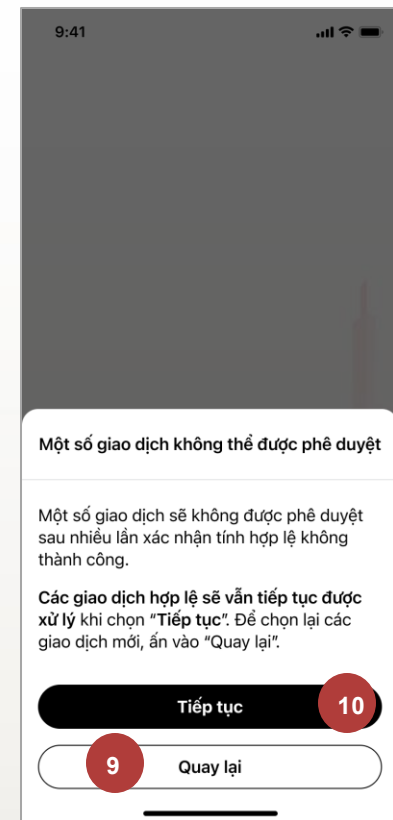 9:41
Một số giao dịch không thể được phê duyệt
Một số giao dịch sẽ không được phê duyệt
sau nhiều lần xác nhận tính hợp lệ không
thành công.
Các giao dịch hợp lệ sẽ vẫn tiếp tục được
xử lý khi chọn “Tiếp tục”. Để chọn lại các
giao dịch mới, ấn vào “Quay lại”.
Tiếp tục 10
9 Quay lại